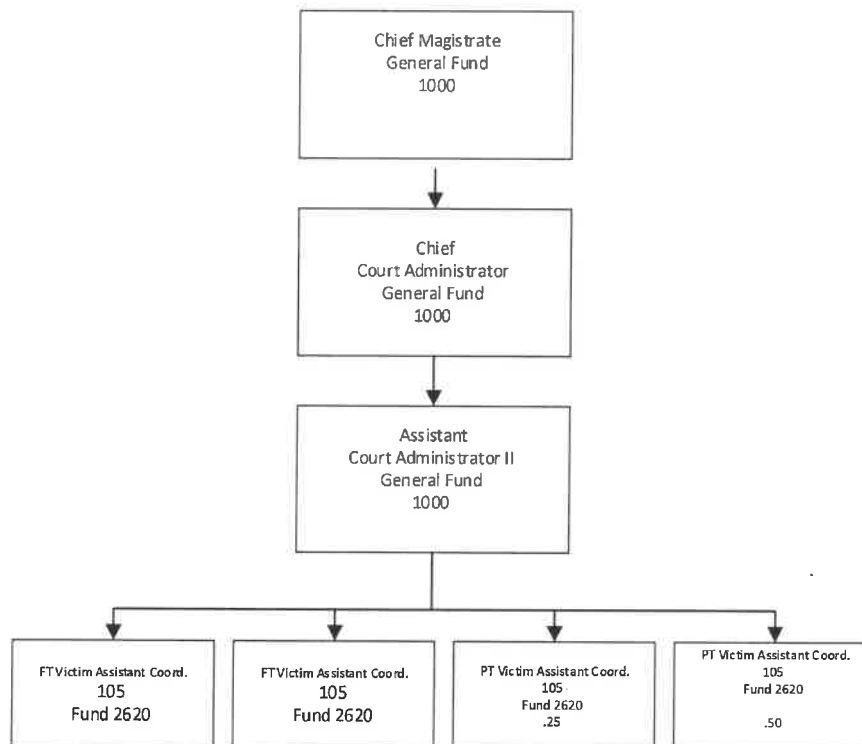 Chief Magistrate
General Fund
1000
Chief
Court Administrator
General Fund
1000
Assistant
Court Administrator II
General Fund
1000
FT Victim Assistant Coord.
105
Fund 2620
FT Victim Assistant Coord.
105
Fund 2620
PT Victim Assistant Coord.
105
Fund 2620
.25
PT Victim Assistant Coord.
105
Fund 2620
.50